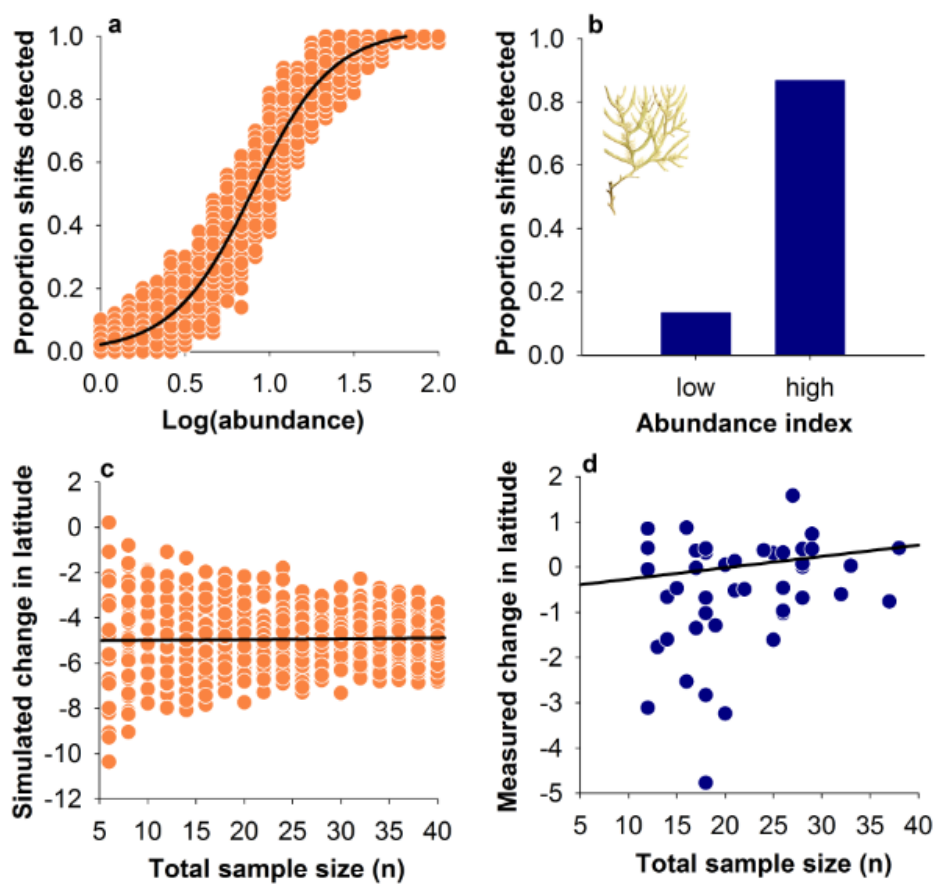 a
Proportion shifts detected
1.0
0.8
0.6
0.4
0.2
0.0
0.0 0.5 1.0 1.5 2.0
Log(abundance)
b
Proportion shifts detected
1.0
0.8
0.6
0.4
0.2
0.0
low high
Abundance index
c
Simulated change in latitude
2
0
-2
-4
-6
-8
-10
-12
5 10 15 20 25 30 35 40
Total sample size (n)
d
Measured change in latitude
2
1
0
-1
-2
-3
-4
-5
5 10 15 20 25 30 35 40
Total sample size (n)